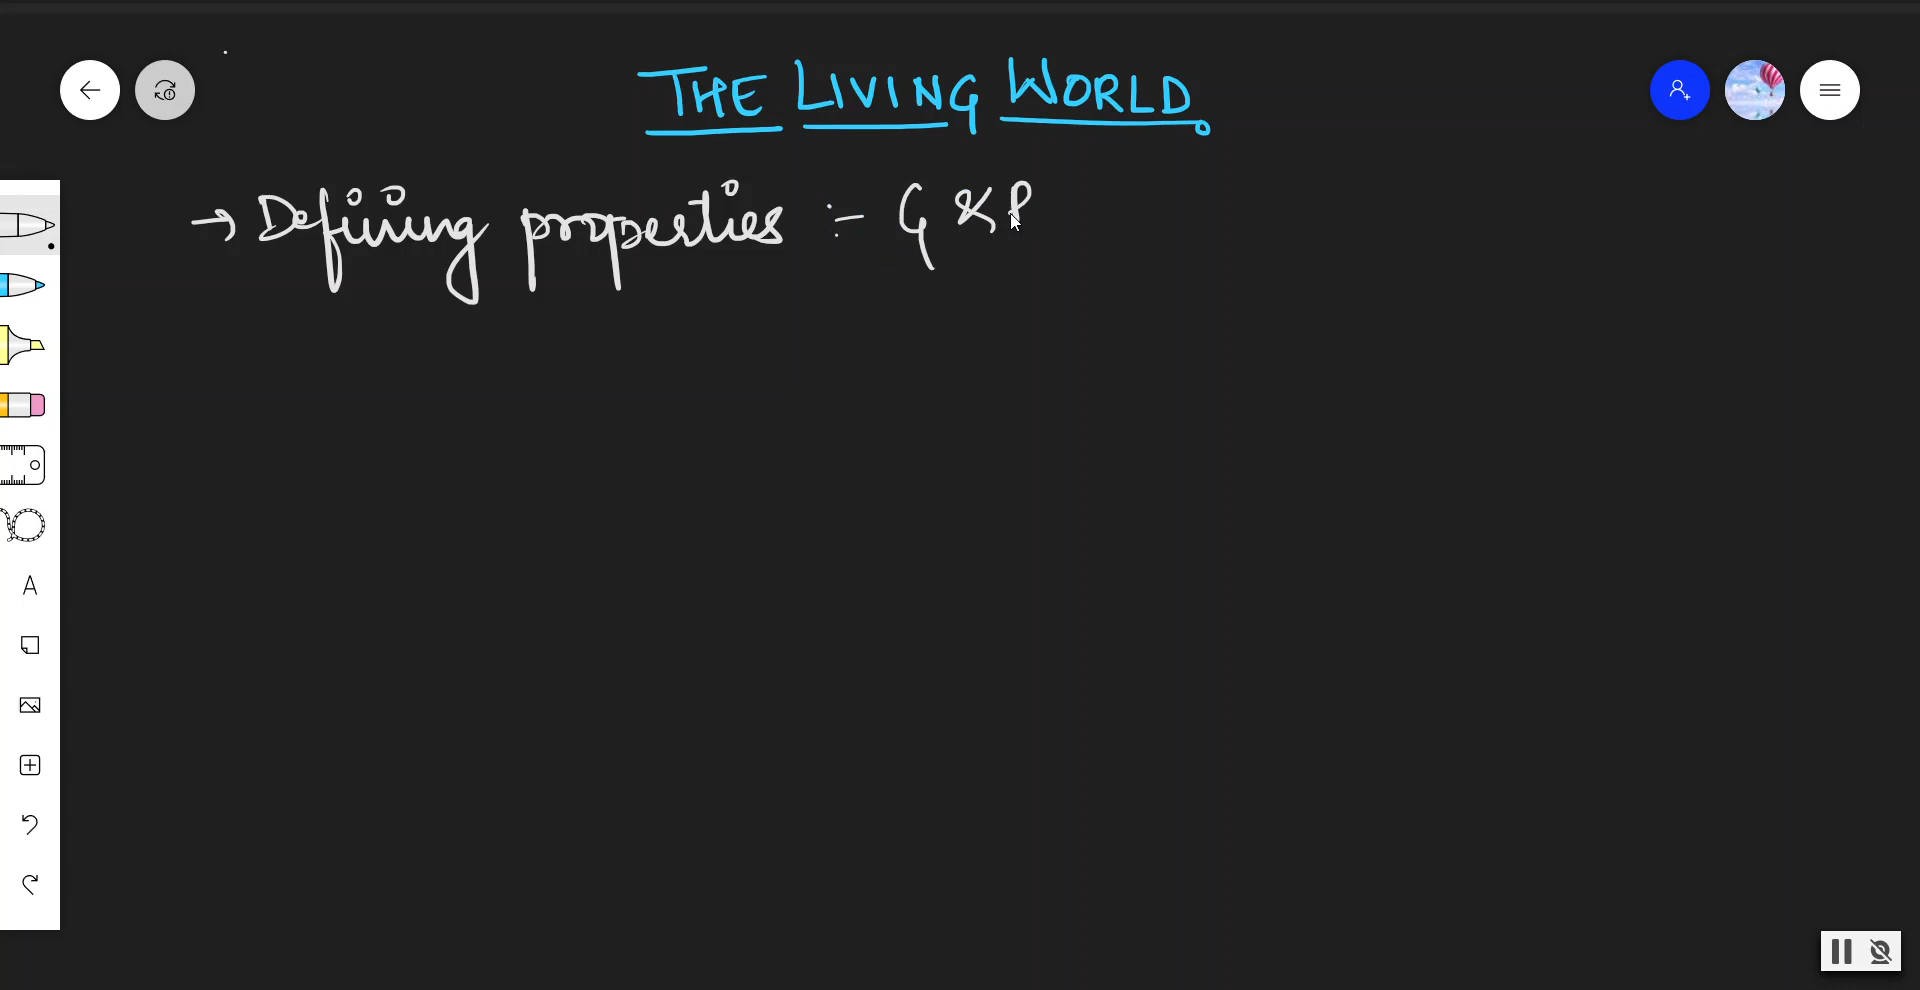 THE LIVING WORLD.
→ Defining properties :- G & P
A